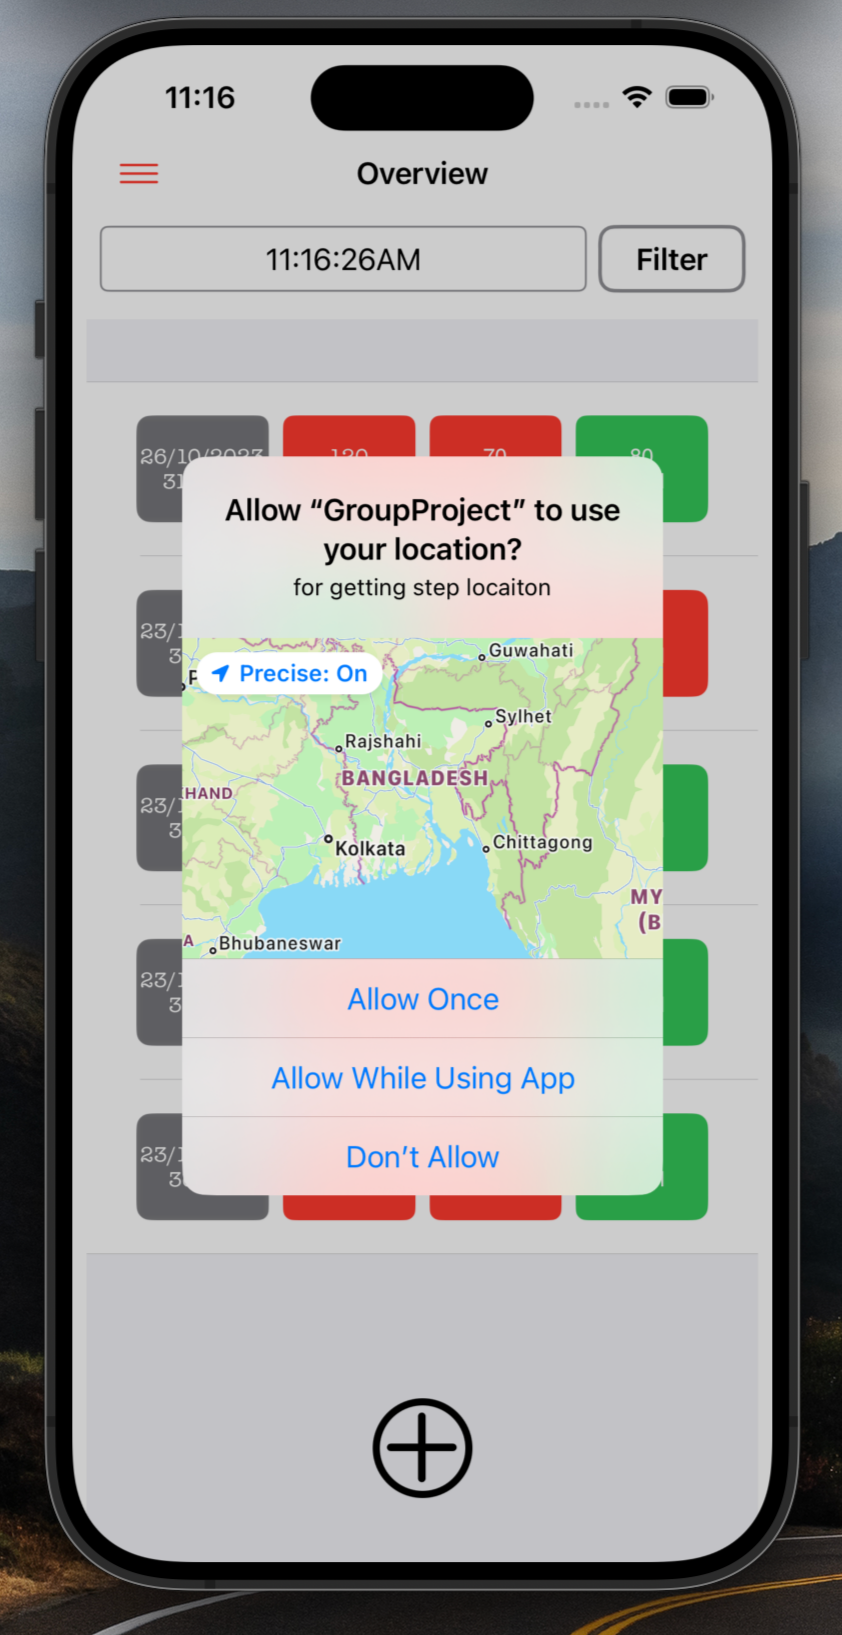 11:16
Overview
11:16:26AM
Filter
26/10/2023 120 70 80
31
Allow “GroupProject” to use
your location?
for getting step locaiton
Precise: On
Guwahati
Sylhet
Rajshahi
BANGLADESH
HAND
Kolkata
Chittagong
MY
(B
A
Bhubaneswar
23/1
3
23/1
3
23/1
3
Allow Once
Allow While Using App
Don’t Allow
23/1
3